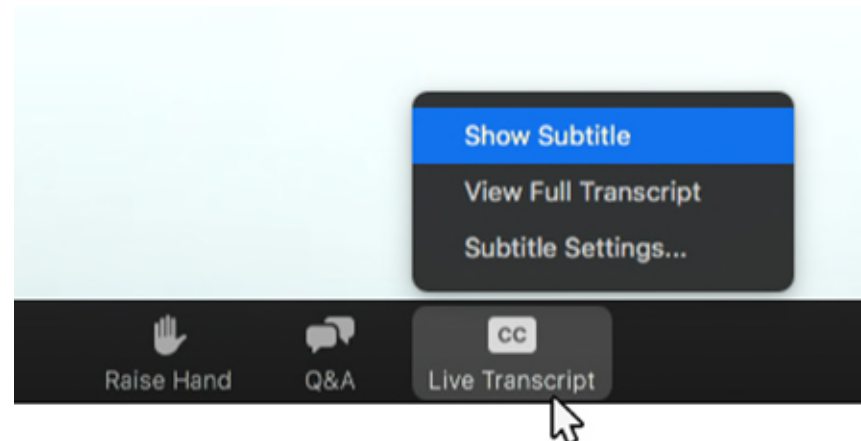 Show Subtitle
View Full Transcript
Subtitle Settings...
CC
Raise Hand
Q&A
Live Transcript